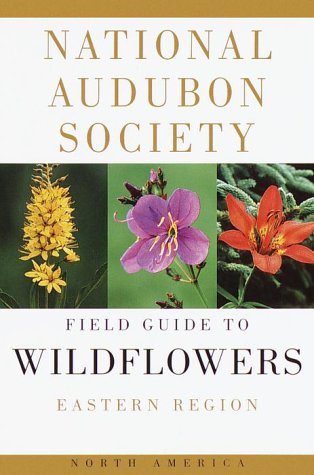 NATIONAL
AUDUBON
SOCIETY
FIELD GUIDE TO
WILDFLOWERS
EASTERN REGION
NORTH AMERICA